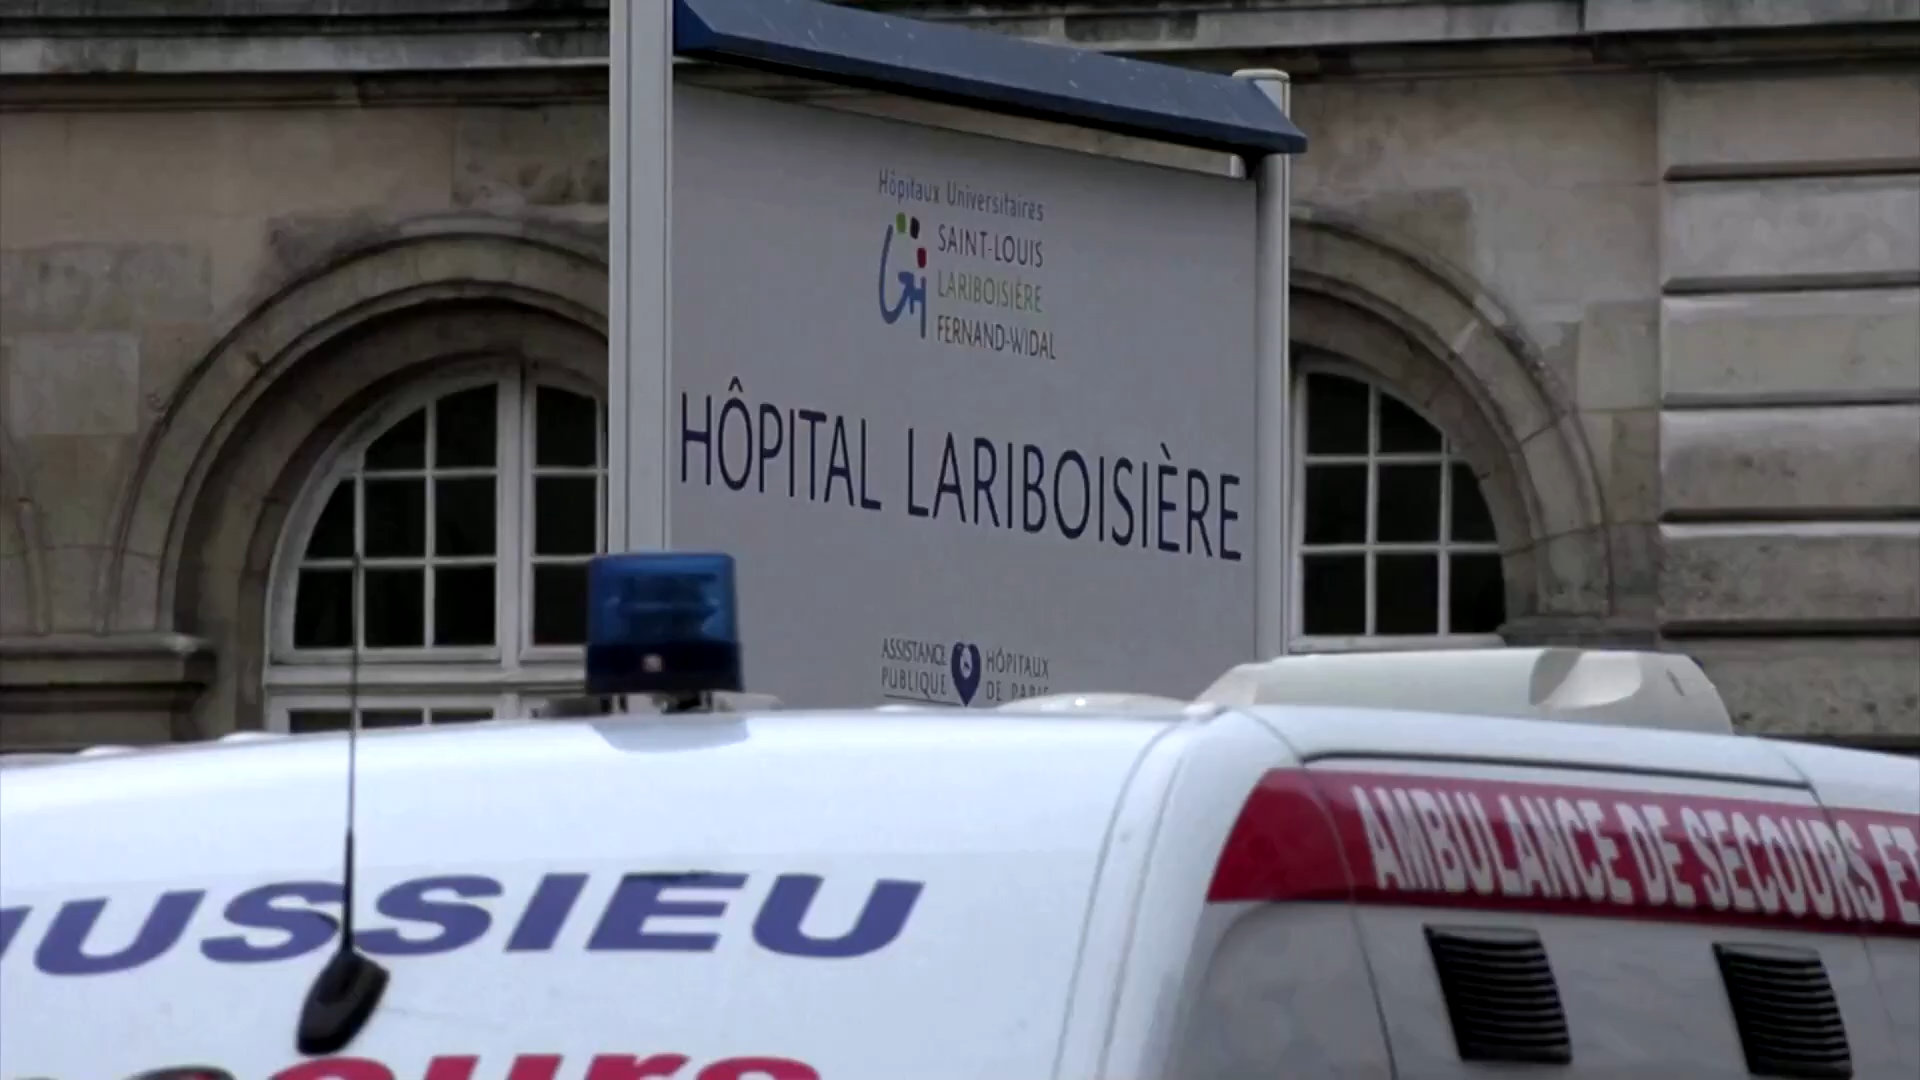 Hôpitaux Universitaires
SAINT-LOUIS
LARIBOISIÈRE
FERNAND-WIDAL
HÔPITAL LARIBOISIÈRE
ASSISTANCE HÔPITAUX
PUBLIQUE DE PARIS
USSIEU
AMBULANCE DE SECOURS ET
ours